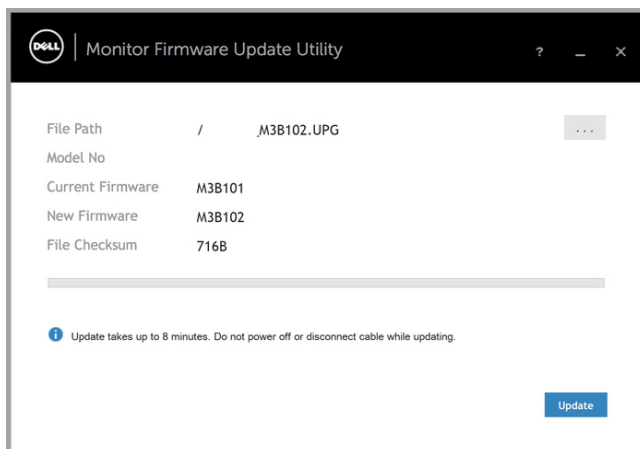 DELL Monitor Firmware Update Utility ? _ ×
File Path / _M3B102.UPG ...
Model No
Current Firmware M3B101
New Firmware M3B102
File Checksum 716B
i Update takes up to 8 minutes. Do not power off or disconnect cable while updating.
Update